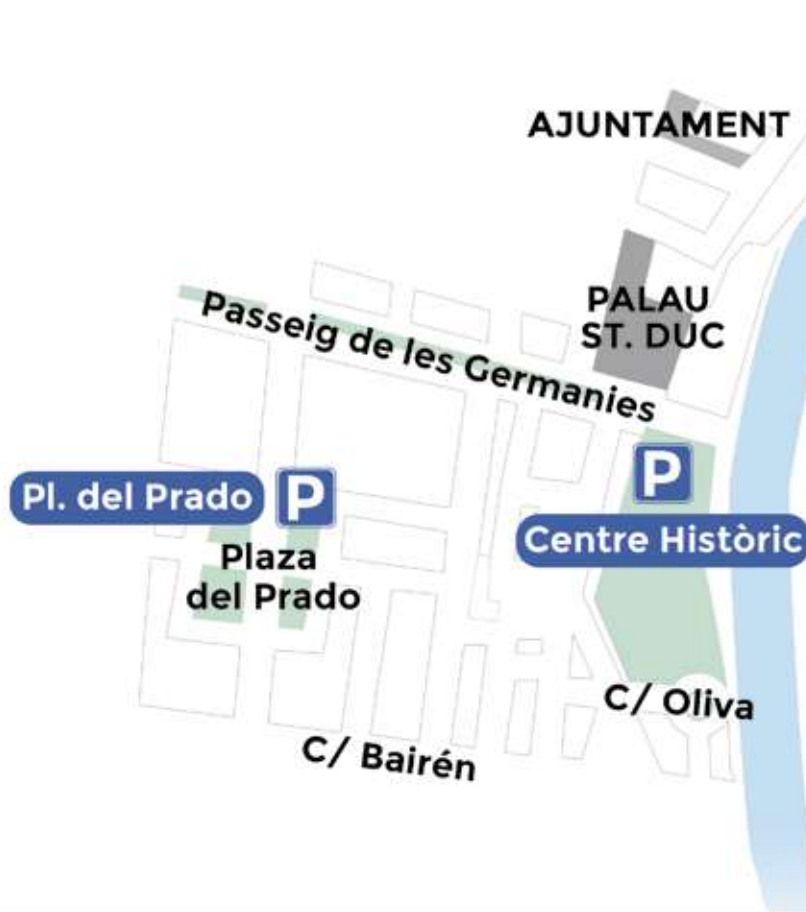 AJUNTAMENT
PALAU
ST. DUC
Passeig de les Germanies
P
Pl. del Prado
P
Centre Històric
Plaza
del Prado
C/ Oliva
C/ Bairén